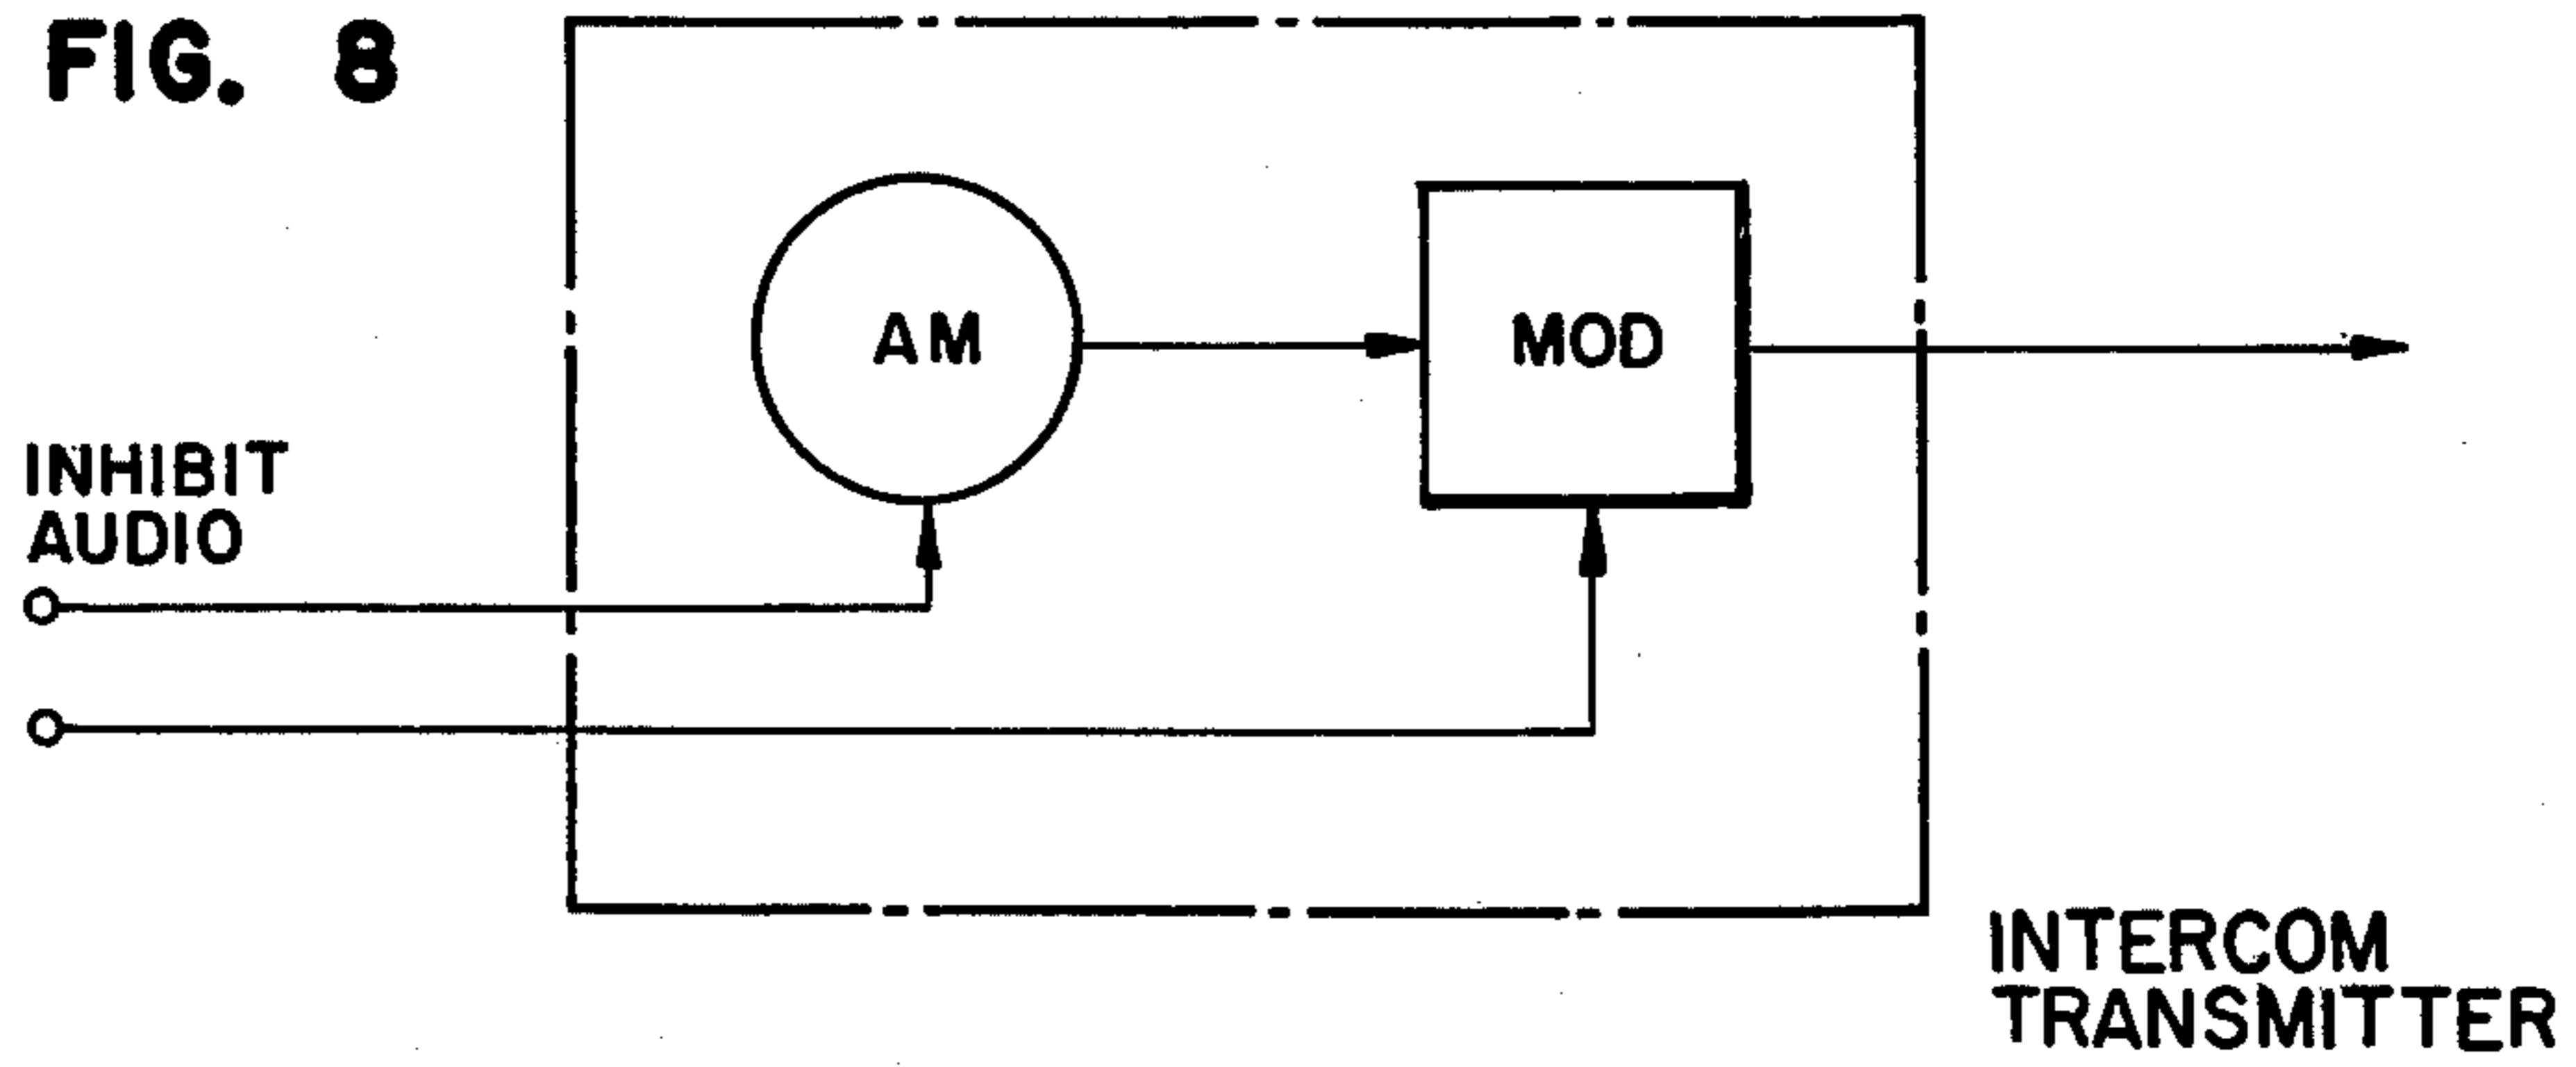 FIG. 8
AM
MOD
INHIBIT
AUDIO
INTERCOM
TRANSMITTER